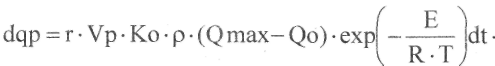 dqp = r · Vp · Ko · ρ · (Qmax−Qo) · exp(−E/(R · T))dt ·